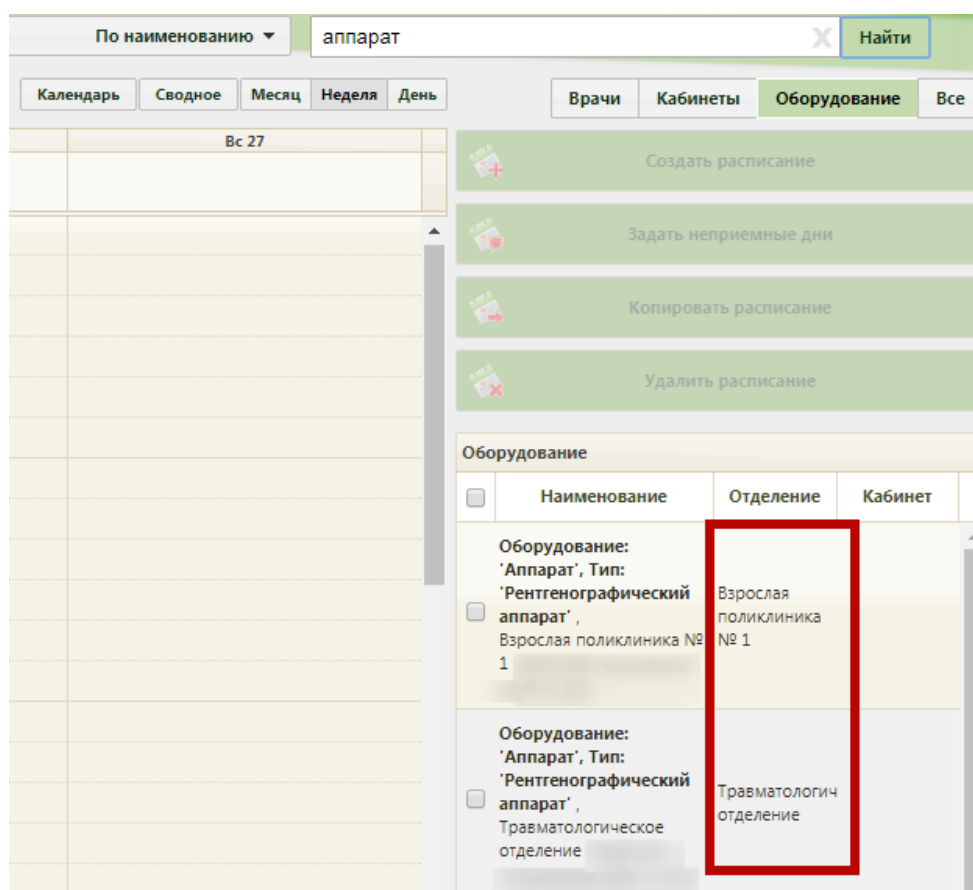 По наименованию
аппарат
X
Найти
Календарь
Сводное
Месяц
Неделя
День
Врачи
Кабинеты
Оборудование
Все
Вс 27
Создать расписание
Задать неприемные дни
Копировать расписание
Удалить расписание
Оборудование
Наименование
Отделение
Кабинет
Оборудование:
'Аппарат', Тип:
'Рентгенографический
аппарат' ,
Взрослая поликлиника №
1
Взрослая
поликлиника
№ 1
Оборудование:
'Аппарат', Тип:
'Рентгенографический
аппарат' ,
Травматологическое
отделение
Травматологич
отделение